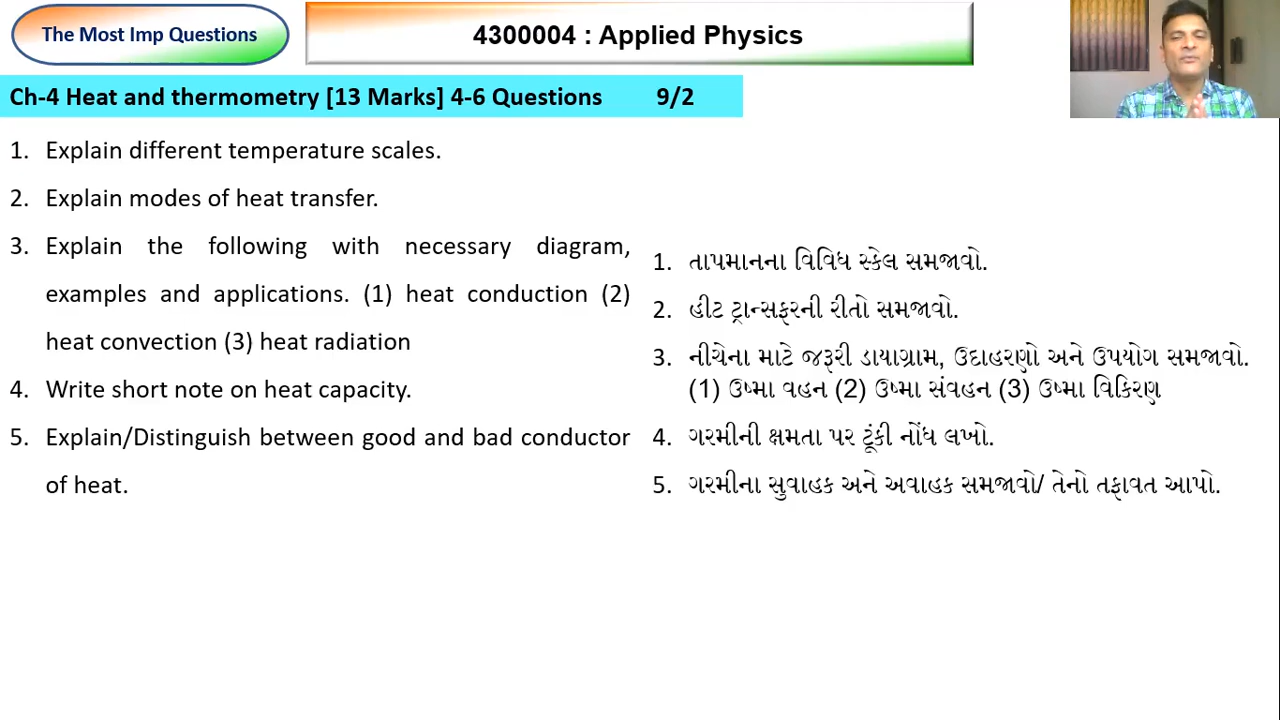 The Most Imp Questions
4300004 : Applied Physics
Ch-4 Heat and thermometry [13 Marks] 4-6 Questions 9/2
1. Explain different temperature scales.
2. Explain modes of heat transfer.
3. Explain the following with necessary diagram,
examples and applications. (1) heat conduction (2)
heat convection (3) heat radiation
4. Write short note on heat capacity.
5. Explain/Distinguish between good and bad conductor
of heat.
1. તાપમાનના વિવિધ સ્કેલ સમજાવો.
2. હીટ ટ્રાન્સફરની રીતો સમજાવો.
3. નીચેના માટે જરૂરી ડાયાગ્રામ, ઉદાહરણો અને ઉપયોગ સમજાવો.
(1) ઉષ્મા વહન (2) ઉષ્મા સંવહન (3) ઉષ્મા વિકિરણ
4. ગરમીની ક્ષમતા પર ટૂંકી નોંધ લખો.
5. ગરમીના સુવાહક અને અવાહક સમજાવો/ તેનો તફાવત આપો.